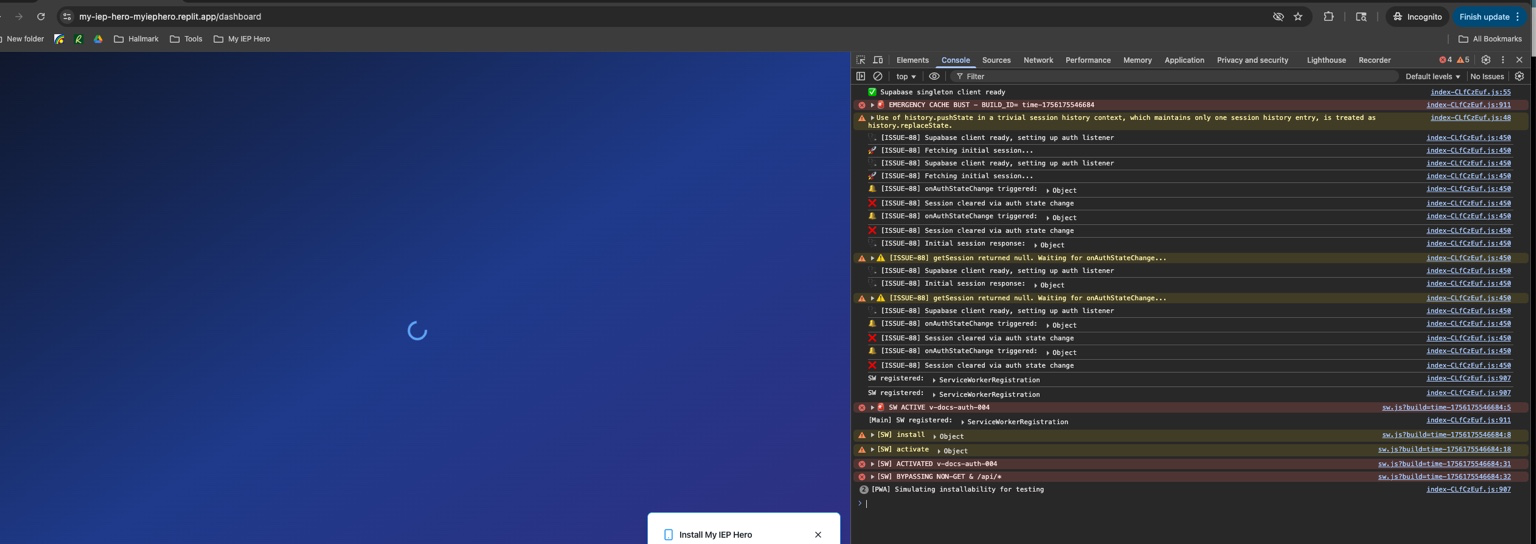 my-iep-hero-myiephero.replit.app/dashboard
Incognito
Finish update
New folder
Hallmark
Tools
My IEP Hero
All Bookmarks
Elements Console Sources Network Performance Memory Application Privacy and security Lighthouse Recorder 4 5
top Filter Default levels No Issues
Supabase singleton client ready index-CLfCzEuf.js:55
EMERGENCY CACHE BUST – BUILD_ID= time-1756175546684 index-CLfCzEuf.js:911
Use of history.pushState in a trivial session history context, which maintains only one session history entry, is treated as index-CLfCzEuf.js:48
history.replaceState.
[ISSUE-88] Supabase client ready, setting up auth listener index-CLfCzEuf.js:450
[ISSUE-88] Fetching initial session... index-CLfCzEuf.js:450
[ISSUE-88] Supabase client ready, setting up auth listener index-CLfCzEuf.js:450
[ISSUE-88] Fetching initial session... index-CLfCzEuf.js:450
[ISSUE-88] onAuthStateChange triggered: Object index-CLfCzEuf.js:450
[ISSUE-88] Session cleared via auth state change index-CLfCzEuf.js:450
[ISSUE-88] onAuthStateChange triggered: Object index-CLfCzEuf.js:450
[ISSUE-88] Session cleared via auth state change index-CLfCzEuf.js:450
[ISSUE-88] Initial session response: Object index-CLfCzEuf.js:450
[ISSUE-88] getSession returned null. Waiting for onAuthStateChange... index-CLfCzEuf.js:450
[ISSUE-88] Supabase client ready, setting up auth listener index-CLfCzEuf.js:450
[ISSUE-88] Initial session response: Object index-CLfCzEuf.js:450
[ISSUE-88] getSession returned null. Waiting for onAuthStateChange... index-CLfCzEuf.js:450
[ISSUE-88] Supabase client ready, setting up auth listener index-CLfCzEuf.js:450
[ISSUE-88] onAuthStateChange triggered: Object index-CLfCzEuf.js:450
[ISSUE-88] Session cleared via auth state change index-CLfCzEuf.js:450
[ISSUE-88] onAuthStateChange triggered: Object index-CLfCzEuf.js:450
[ISSUE-88] Session cleared via auth state change index-CLfCzEuf.js:450
SW registered: ServiceWorkerRegistration index-CLfCzEuf.js:907
SW registered: ServiceWorkerRegistration index-CLfCzEuf.js:907
SW ACTIVE v-docs-auth-004 sw.js?build=time-1756175546684:5
[Main] SW registered: ServiceWorkerRegistration index-CLfCzEuf.js:911
[SW] install Object sw.js?build=time-1756175546684:8
[SW] activate Object sw.js?build=time-1756175546684:18
[SW] ACTIVATED v-docs-auth-004 sw.js?build=time-1756175546684:31
[SW] BYPASSING NON-GET & /api/* sw.js?build=time-1756175546684:32
2 [PWA] Simulating installability for testing index-CLfCzEuf.js:907
Install My IEP Hero